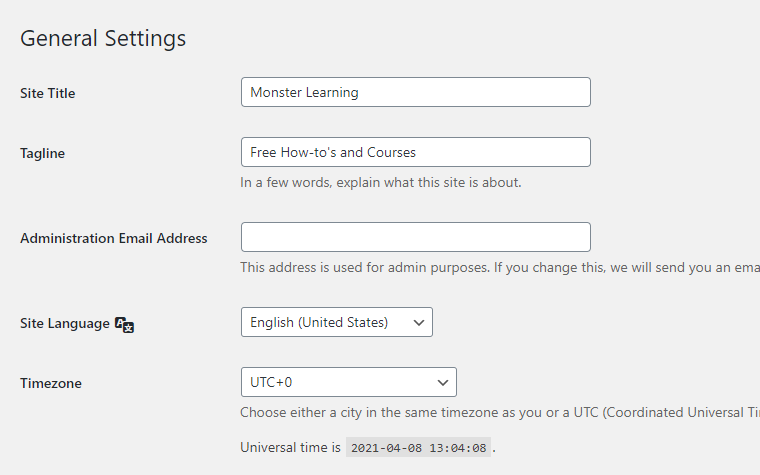 General Settings
Site Title
Monster Learning
Tagline
Free How-to's and Courses
In a few words, explain what this site is about.
Administration Email Address
This address is used for admin purposes. If you change this, we will send you an ema
Site Language
English (United States)
Timezone
UTC+0
Choose either a city in the same timezone as you or a UTC (Coordinated Universal Ti
Universal time is 2021-04-08 13:04:08 .